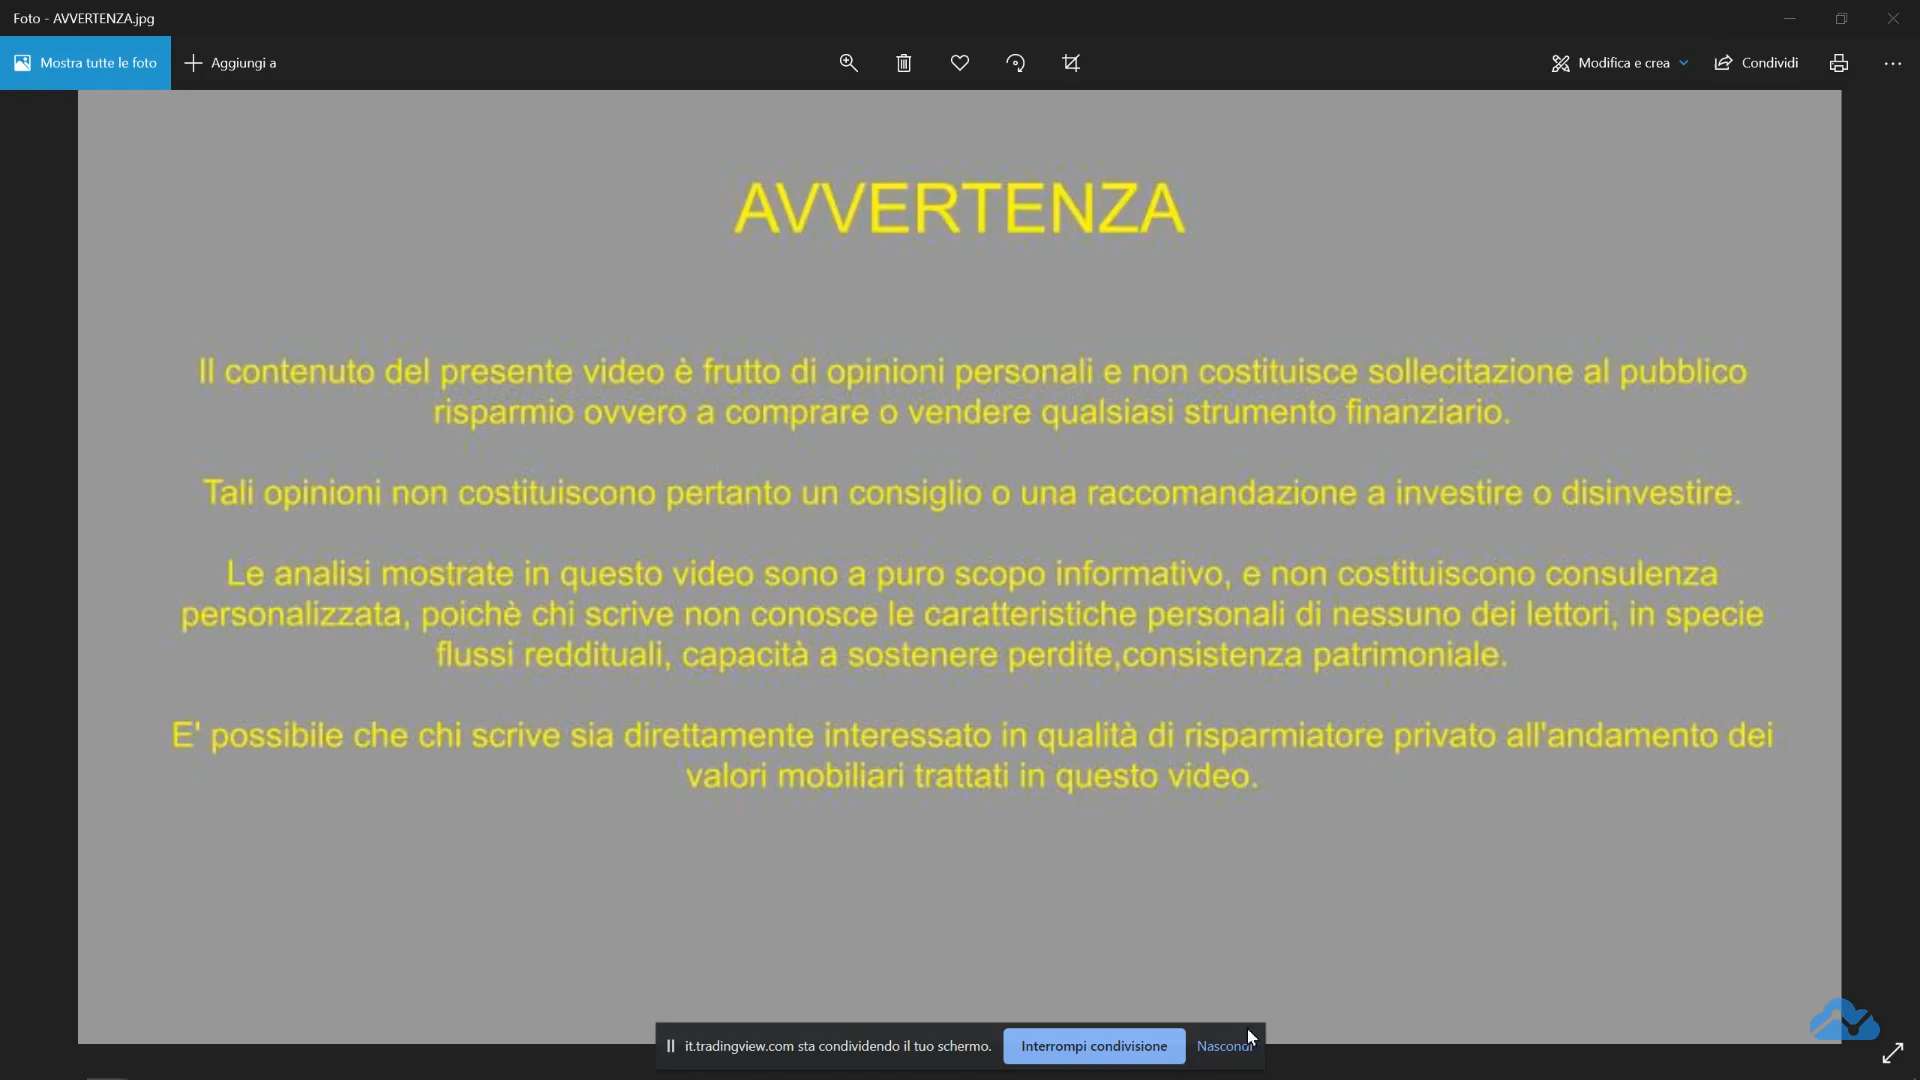 Foto - AVVERTENZA.jpg
Mostra tutte le foto
Aggiungi a
Modifica e crea
Condividi
AVVERTENZA
Il contenuto del presente video è frutto di opinioni personali e non costituisce sollecitazione al pubblico
risparmio ovvero a comprare o vendere qualsiasi strumento finanziario.
Tali opinioni non costituiscono pertanto un consiglio o una raccomandazione a investire o disinvestire.
Le analisi mostrate in questo video sono a puro scopo informativo, e non costituiscono consulenza
personalizzata, poichè chi scrive non conosce le caratteristiche personali di nessuno dei lettori, in specie
flussi reddituali, capacità a sostenere perdite,consistenza patrimoniale.
E' possibile che chi scrive sia direttamente interessato in qualità di risparmiatore privato all'andamento dei
valori mobiliari trattati in questo video.
it.tradingview.com sta condividendo il tuo schermo.
Interrompi condivisione
Nascondi